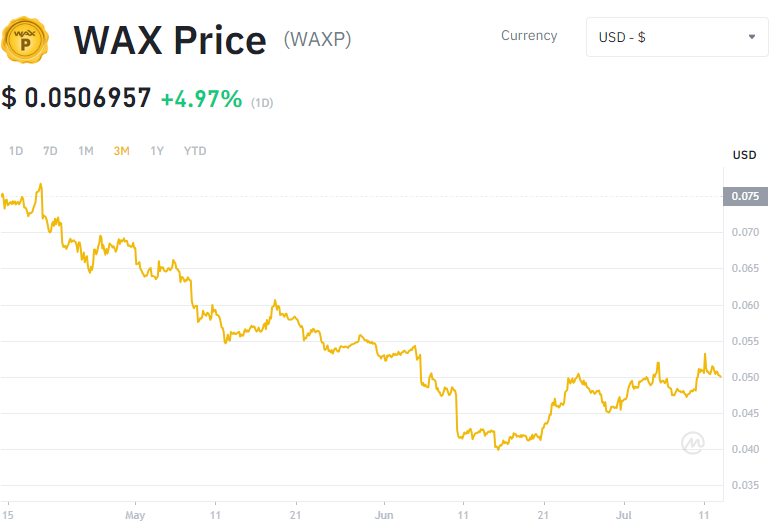 WAX
P
WAX Price (WAXP)
Currency
USD - $
$ 0.0506957 +4.97% (1D)
1D 7D 1M 3M 1Y YTD
USD
0.075
0.070
0.065
0.060
0.055
0.050
0.045
0.040
0.035
15 May 11 21 Jun 11 21 Jul 11